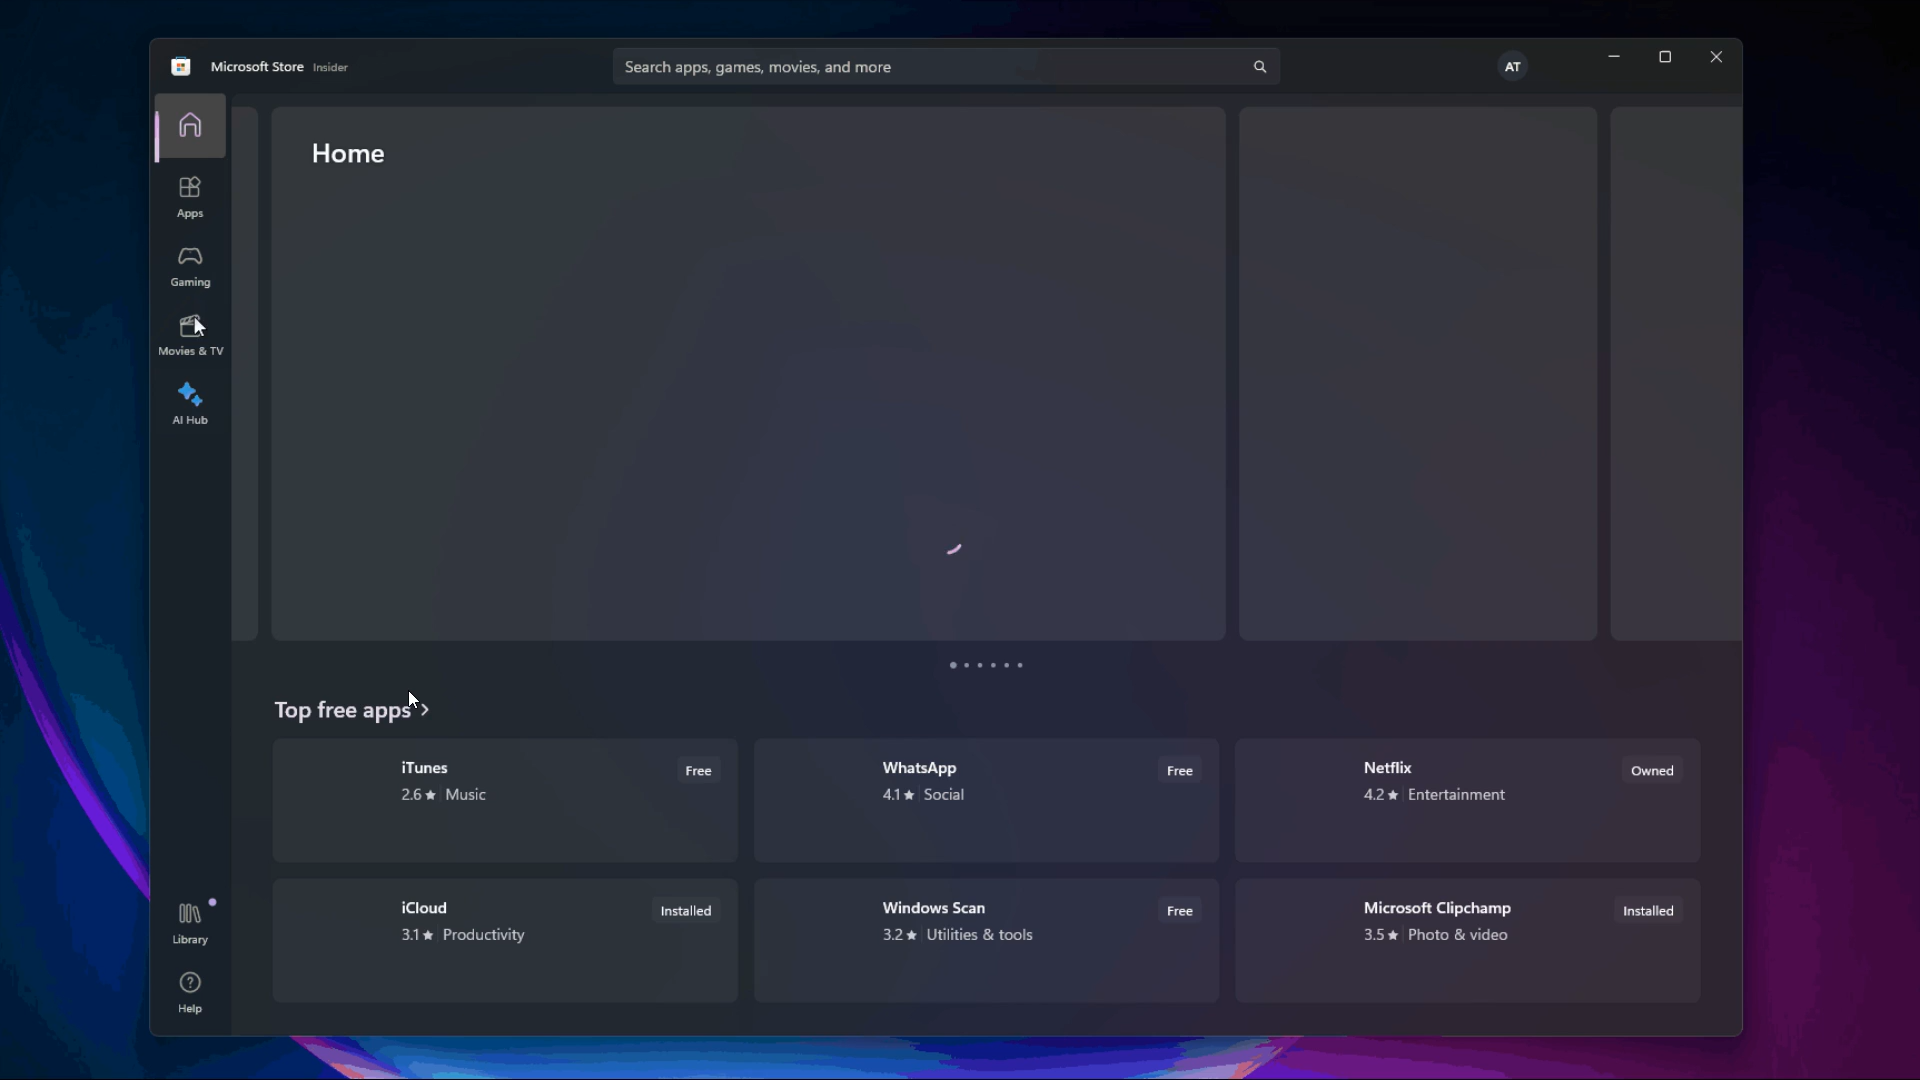 Microsoft Store Insider
Search apps, games, movies, and more
AT
Home
Apps
Gaming
Movies & TV
AI Hub
Library
Help
Top free apps
iTunes
Free
2.6★ Music
WhatsApp
Free
4.1★ Social
Netflix
Owned
4.2★ Entertainment
iCloud
Installed
3.1★ Productivity
Windows Scan
Free
3.2★ Utilities & tools
Microsoft Clipchamp
Installed
3.5★ Photo & video